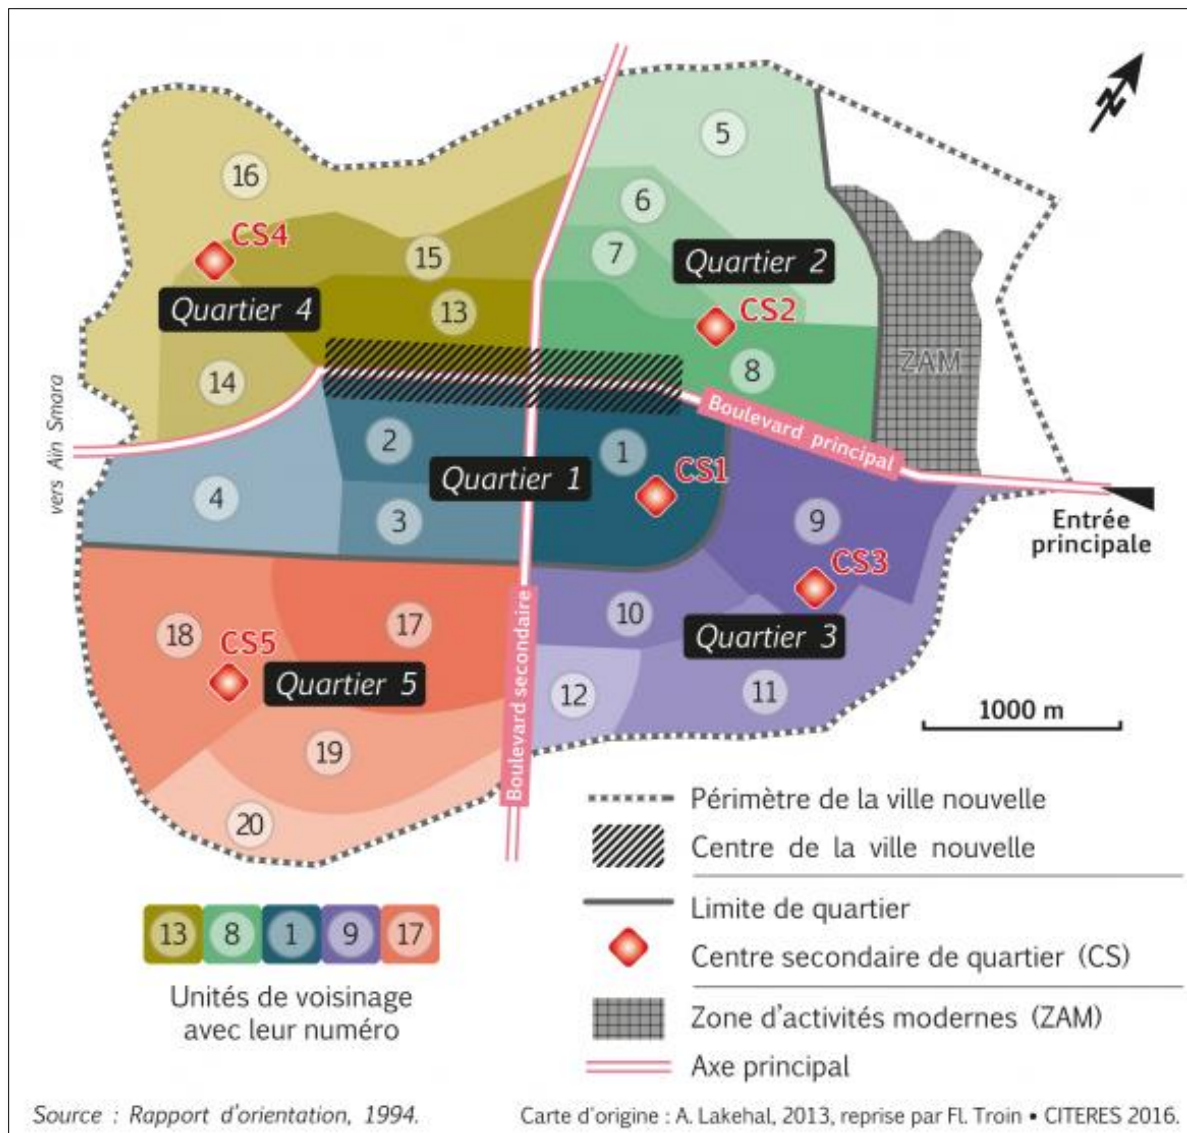 5
16
6
CS4
15
7
Quartier 2
Quartier 4
13
CS2
ZAM
14
8
vers Aïn Smara
Boulevard principal
2
1
CS1
Quartier 1
4
3
9
Entrée
principale
CS3
18
17
10
CS5
Quartier 3
Quartier 5
Boulevard secondaire
12
11
1000 m
19
20
Périmètre de la ville nouvelle
Centre de la ville nouvelle
Limite de quartier
Centre secondaire de quartier (CS)
Zone d'activités modernes (ZAM)
Axe principal
13 8 1 9 17
Unités de voisinage
avec leur numéro
Source : Rapport d'orientation, 1994.
Carte d'origine : A. Lakehal, 2013, reprise par Fl. Troin • CITERES 2016.